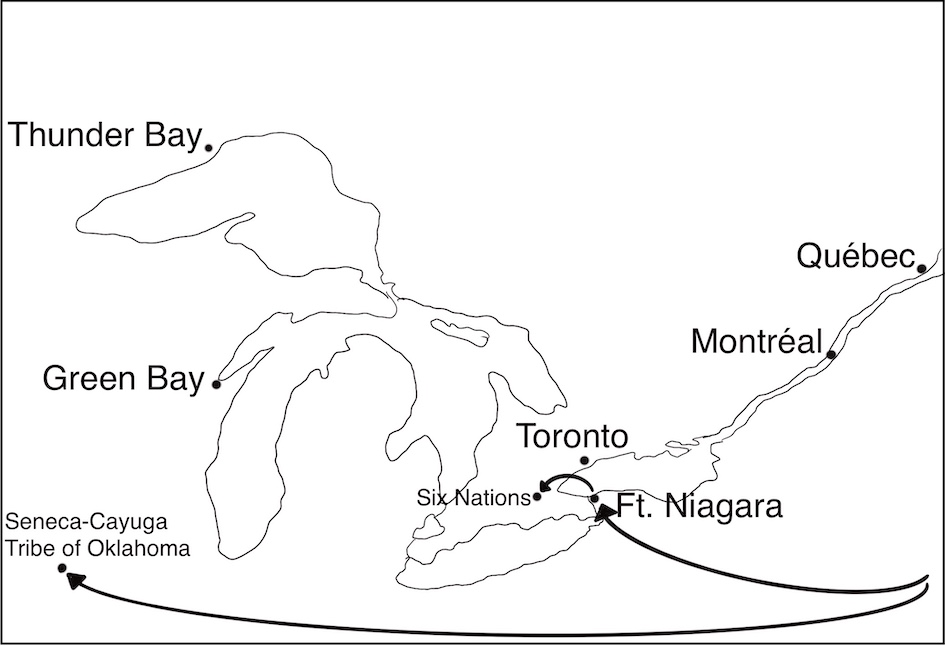 Thunder Bay
Québec
Montréal
Green Bay
Toronto
Six Nations
Ft. Niagara
Seneca-Cayuga
Tribe of Oklahoma